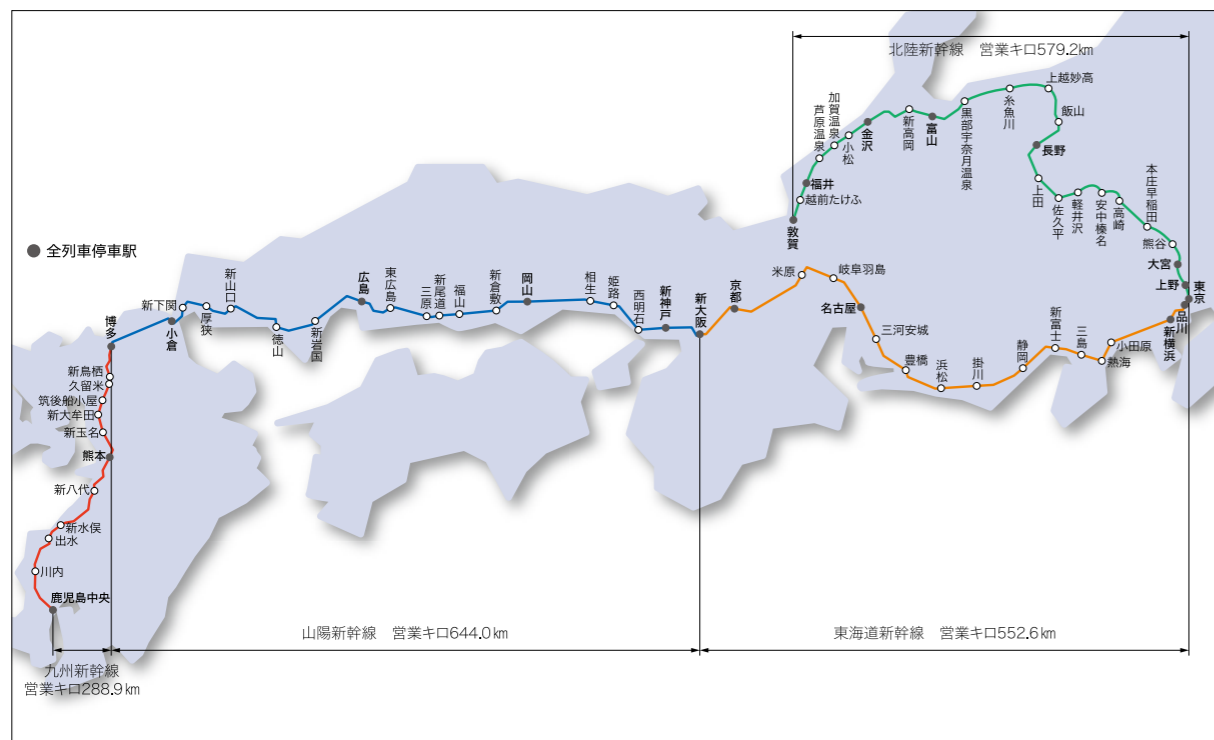 北陸新幹線　営業キロ579.2km
上越妙高
糸魚川
飯山
黒部宇奈月温泉
富山
新高岡
金沢
小松
加賀温泉
芦原温泉
福井
越前たけふ
敦賀
長野
上田
佐久平
軽井沢
安中榛名
高崎
本庄早稲田
熊谷
大宮
上野
東京
品川
新横浜
小田原
熱海
三島
新富士
静岡
掛川
浜松
豊橋
三河安城
名古屋
岐阜羽島
米原
京都
新大阪
新神戸
西明石
姫路
相生
岡山
新倉敷
福山
新尾道
三原
東広島
広島
新岩国
徳山
新山口
厚狭
新下関
小倉
博多
● 全列車停車駅
新鳥栖
久留米
筑後船小屋
新大牟田
新玉名
熊本
新八代
新水俣
出水
川内
鹿児島中央
山陽新幹線　営業キロ644.0km
東海道新幹線　営業キロ552.6km
九州新幹線
営業キロ288.9km